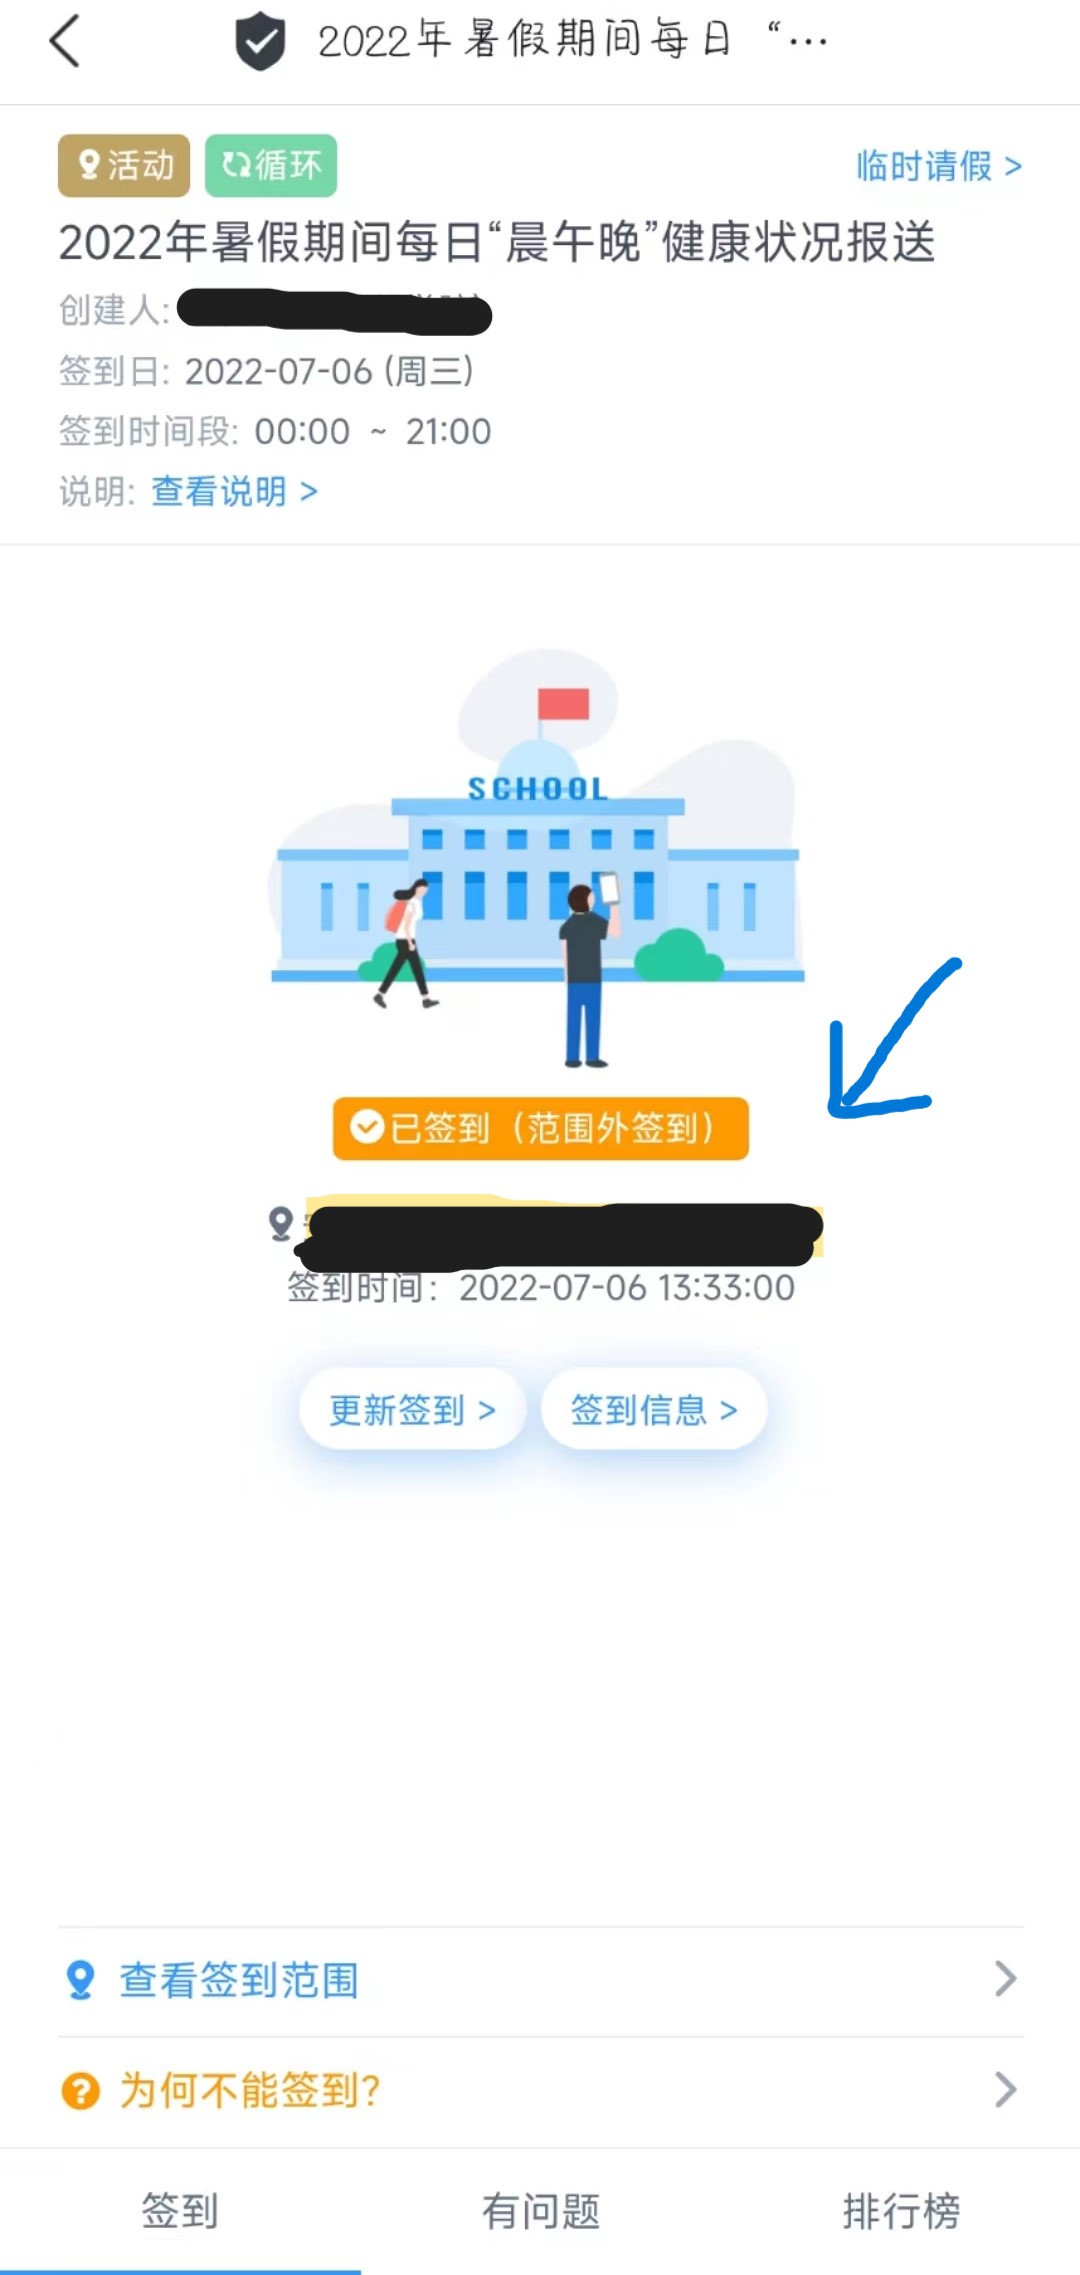 2022年暑假期间每日 “...
活动 循环 临时请假 >
2022年暑假期间每日“晨午晚”健康状况报送
创建人:
签到日: 2022-07-06 (周三)
签到时间段: 00:00 ~ 21:00
说明: 查看说明 >
SCHOOL
已签到（范围外签到）
签到时间：2022-07-06 13:33:00
更新签到 > 签到信息 >
查看签到范围
为何不能签到?
签到 有问题 排行榜